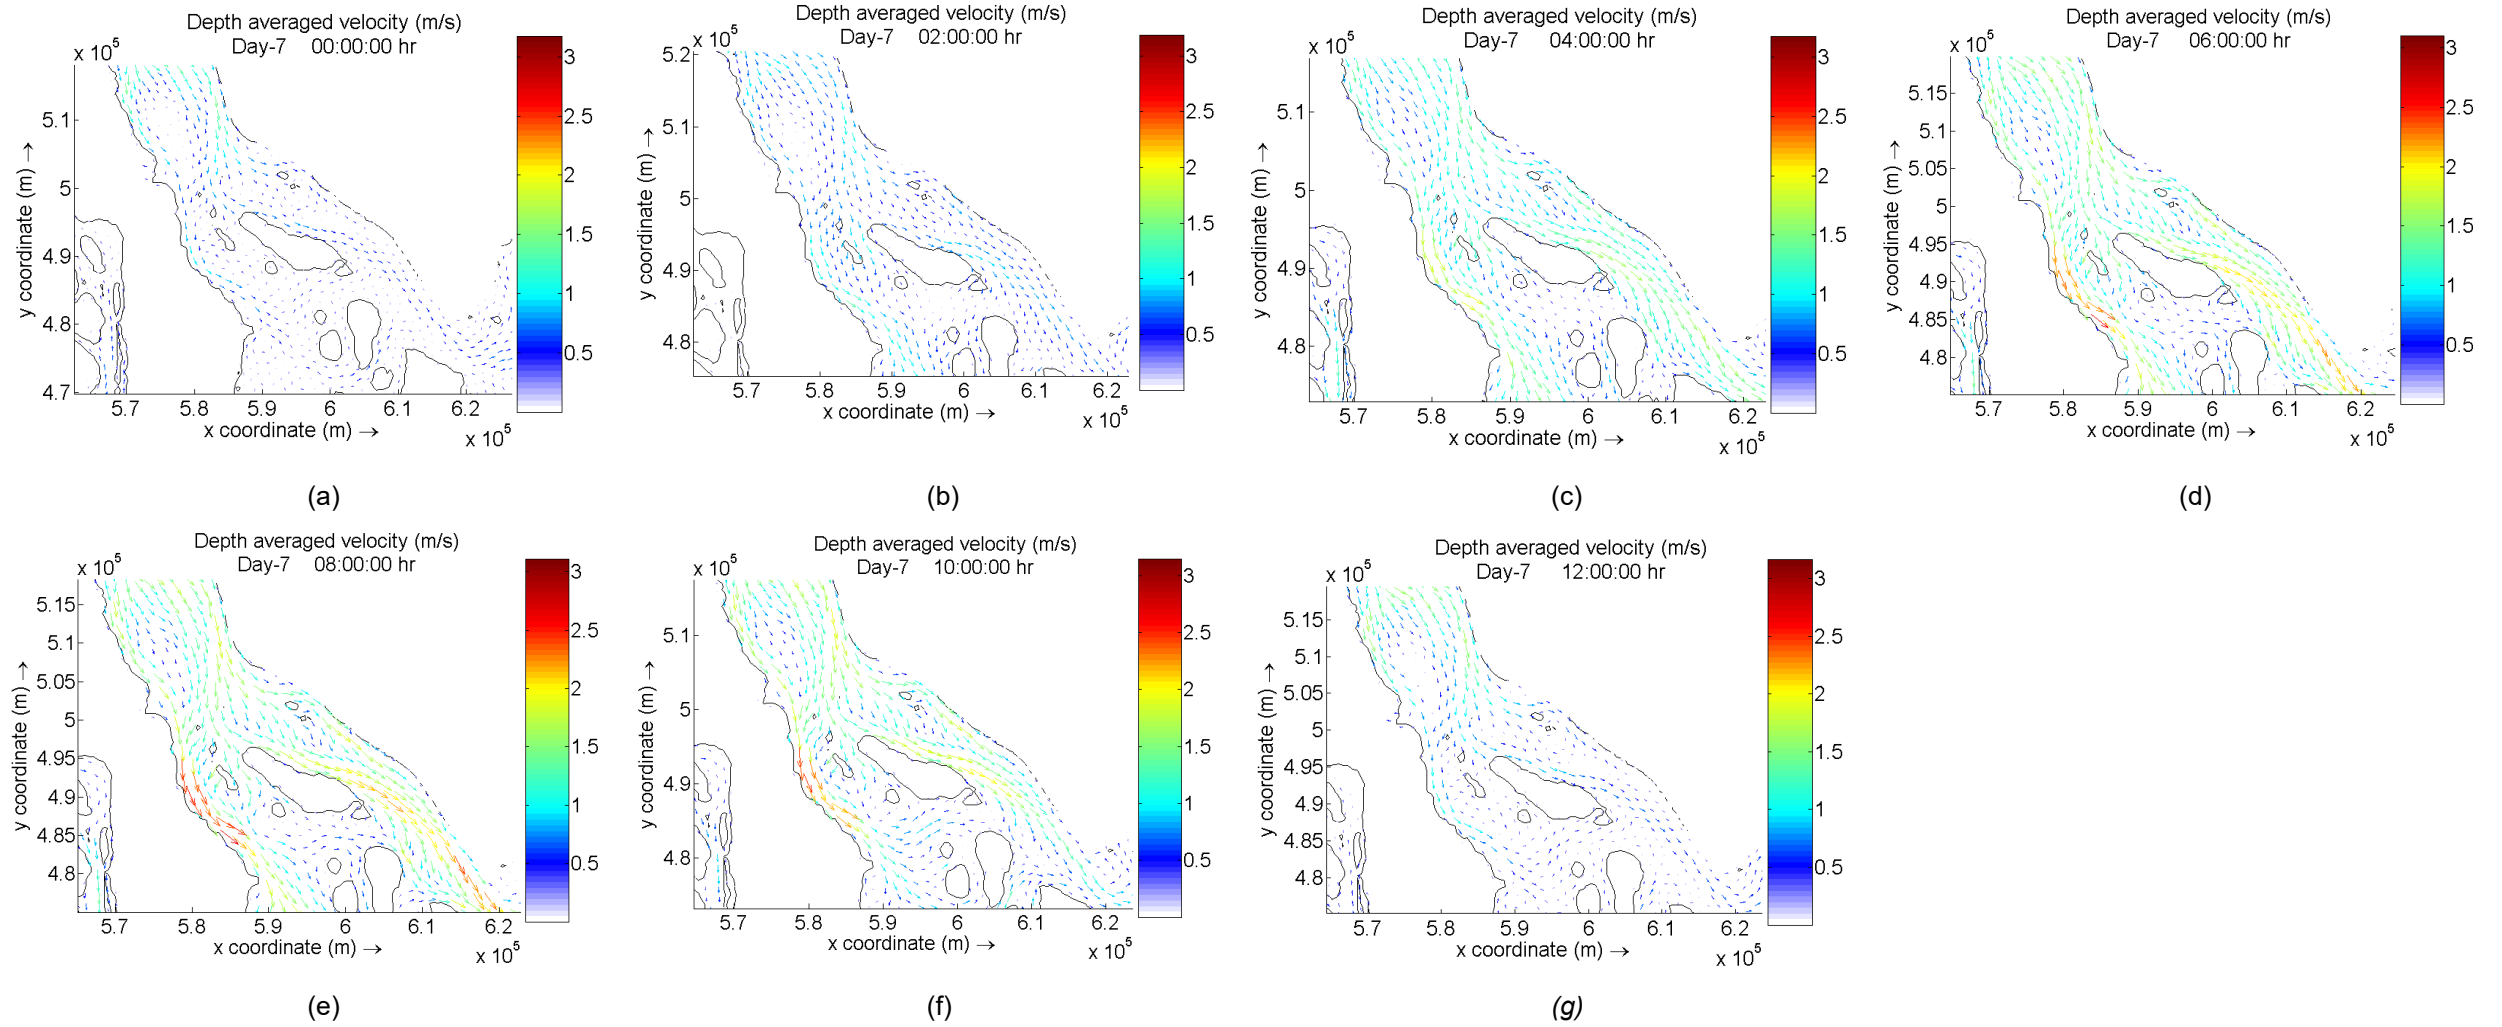 Depth averaged velocity (m/s)
Day-7 00:00:00 hr
x 10^5
5.1
5
4.9
4.8
4.7
y coordinate (m) →
5.7 5.8 5.9 6 6.1 6.2
x coordinate (m) →
x 10^5
3
2.5
2
1.5
1
0.5
(a)
Depth averaged velocity (m/s)
Day-7 02:00:00 hr
x 10^5
5.2
5.1
5
4.9
4.8
y coordinate (m) →
5.7 5.8 5.9 6 6.1 6.2
x coordinate (m) →
x 10^5
3
2.5
2
1.5
1
0.5
(b)
Depth averaged velocity (m/s)
Day-7 04:00:00 hr
x 10^5
5.1
5
4.9
4.8
y coordinate (m) →
5.7 5.8 5.9 6 6.1 6.2
x coordinate (m) →
x 10^5
3
2.5
2
1.5
1
0.5
(c)
Depth averaged velocity (m/s)
Day-7 06:00:00 hr
x 10^5
5.15
5.1
5.05
5
4.95
4.9
4.85
4.8
y coordinate (m) →
5.7 5.8 5.9 6 6.1 6.2
x coordinate (m) →
x 10^5
3
2.5
2
1.5
1
0.5
(d)
Depth averaged velocity (m/s)
Day-7 08:00:00 hr
x 10^5
5.15
5.1
5.05
5
4.95
4.9
4.85
4.8
y coordinate (m) →
5.7 5.8 5.9 6 6.1 6.2
x coordinate (m) →
x 10^5
3
2.5
2
1.5
1
0.5
(e)
Depth averaged velocity (m/s)
Day-7 10:00:00 hr
x 10^5
5.1
5
4.9
4.8
y coordinate (m) →
5.7 5.8 5.9 6 6.1 6.2
x coordinate (m) →
x 10^5
3
2.5
2
1.5
1
0.5
(f)
Depth averaged velocity (m/s)
Day-7 12:00:00 hr
x 10^5
5.15
5.1
5.05
5
4.95
4.9
4.85
4.8
y coordinate (m) →
5.7 5.8 5.9 6 6.1 6.2
x coordinate (m) →
x 10^5
3
2.5
2
1.5
1
0.5
(g)